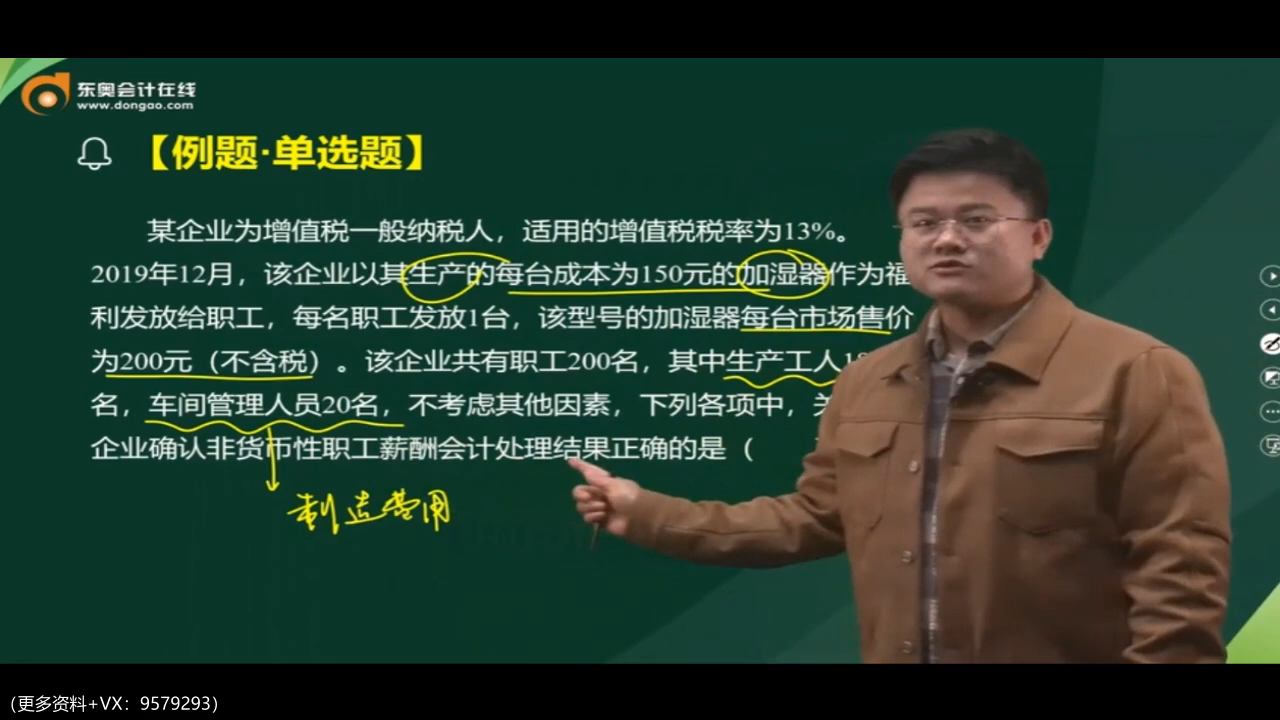 东奥会计在线
www.dongao.com
【例题·单选题】
某企业为增值税一般纳税人，适用的增值税税率为13%。
2019年12月，该企业以其生产的每台成本为150元的加湿器作为福
利发放给职工，每名职工发放1台，该型号的加湿器每台市场售价
为200元（不含税）。该企业共有职工200名，其中生产工人
名，车间管理人员20名，不考虑其他因素，下列各项中，
企业确认非货币性职工薪酬会计处理结果正确的是（
制造费用
(更多资料+VX：9579293)